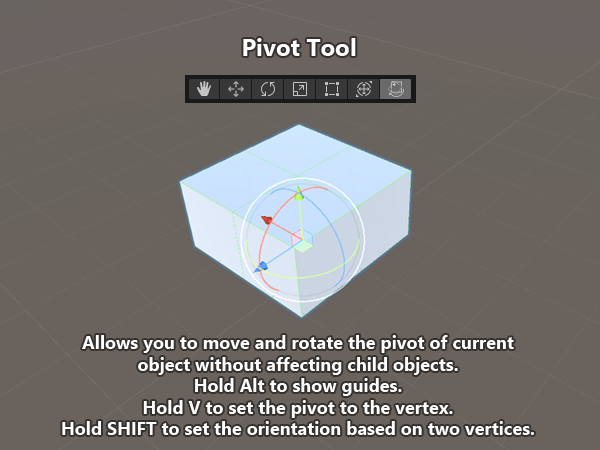 Pivot Tool
Allows you to move and rotate the pivot of current
object without affecting child objects.
Hold Alt to show guides.
Hold V to set the pivot to the vertex.
Hold SHIFT to set the orientation based on two vertices.